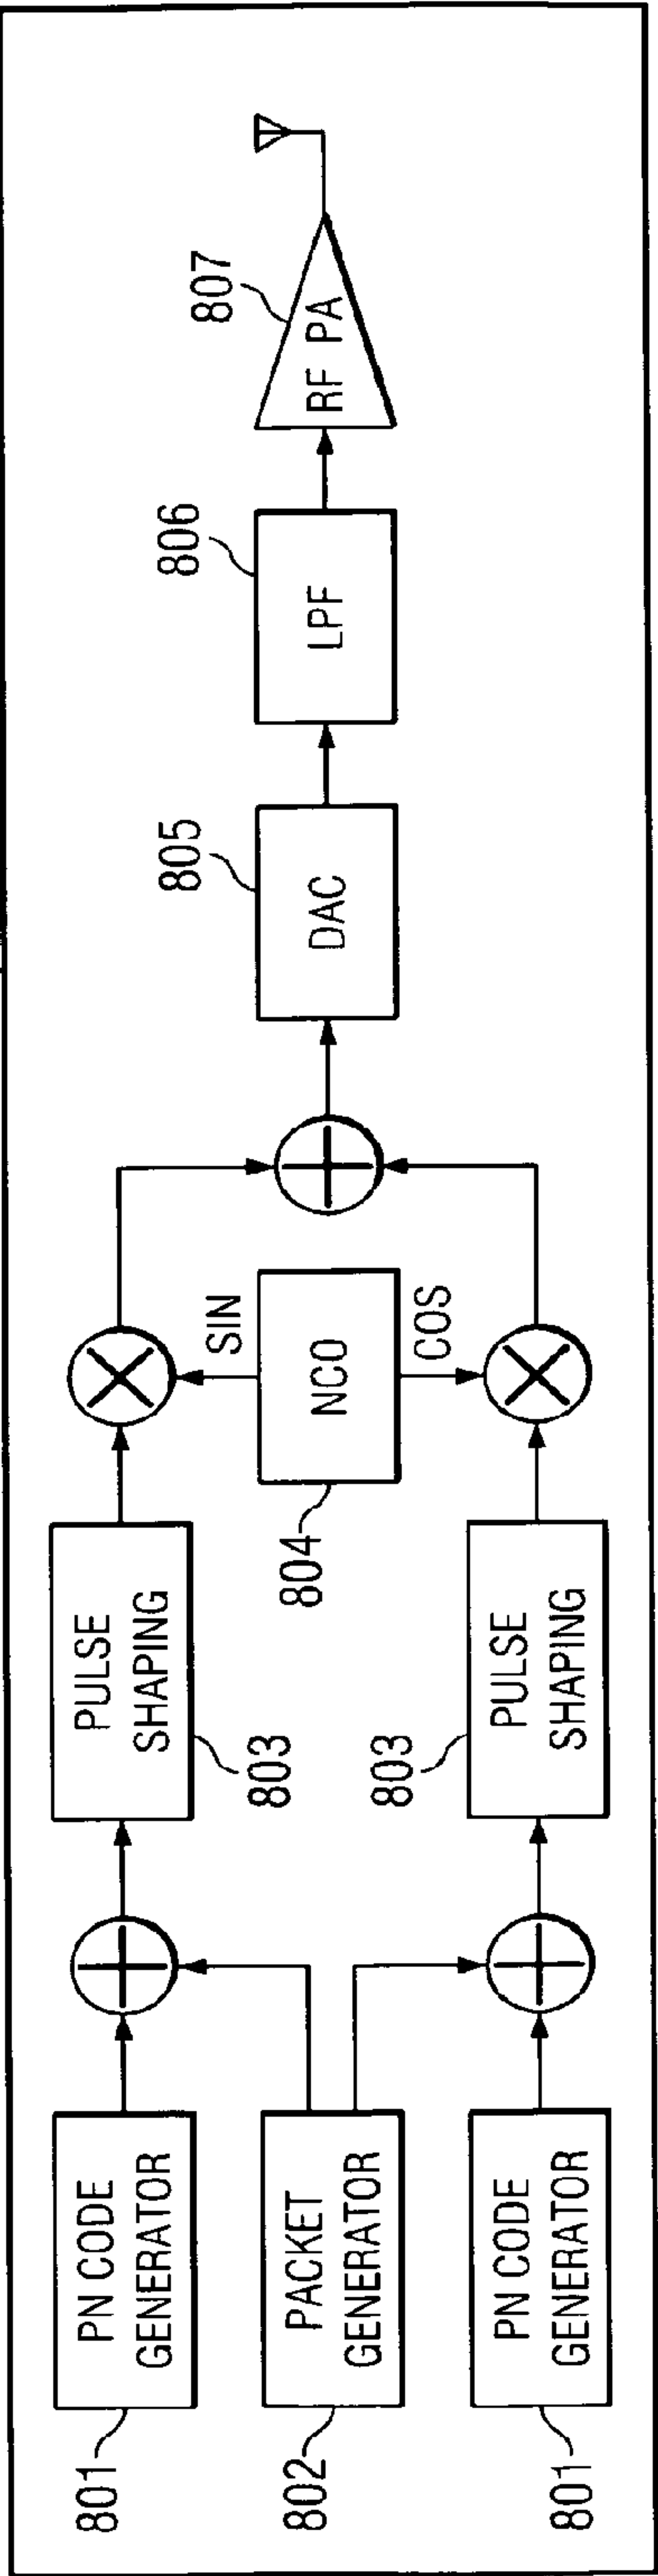 801
PN CODE
GENERATOR
802
PACKET
GENERATOR
801
PN CODE
GENERATOR
PULSE
SHAPING
803
PULSE
SHAPING
803
SIN
NCO
804
COS
DAC
805
LPF
806
RF PA
807